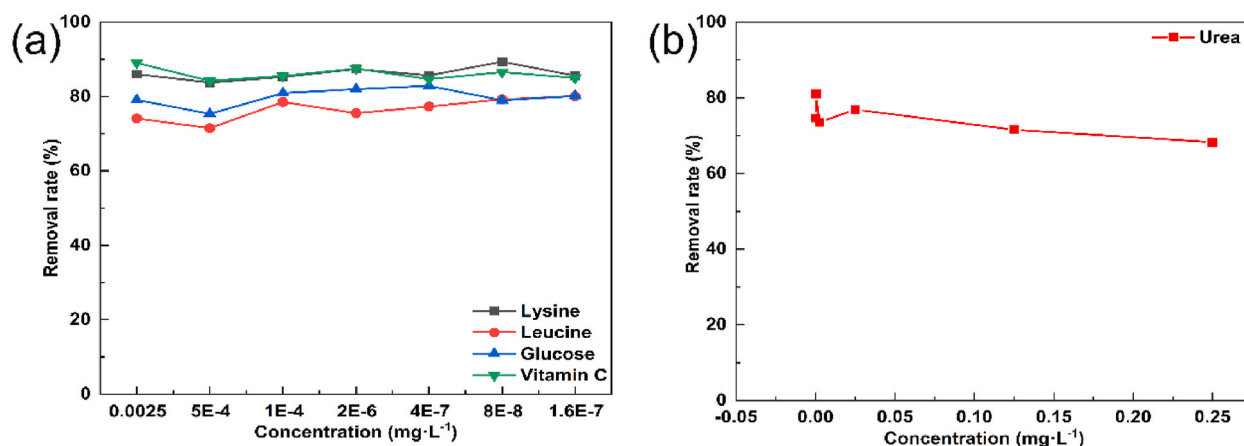 (a)
Removal rate (%)
100
80
60
40
20
0
0.0025 5E-4 1E-4 2E-6 4E-7 8E-8 1.6E-7
Concentration (mg·L⁻¹)
Lysine
Leucine
Glucose
Vitamin C
(b)
Removal rate (%)
100
80
60
40
20
0
-0.05 0.00 0.05 0.10 0.15 0.20 0.25
Concentration (mg·L⁻¹)
Urea